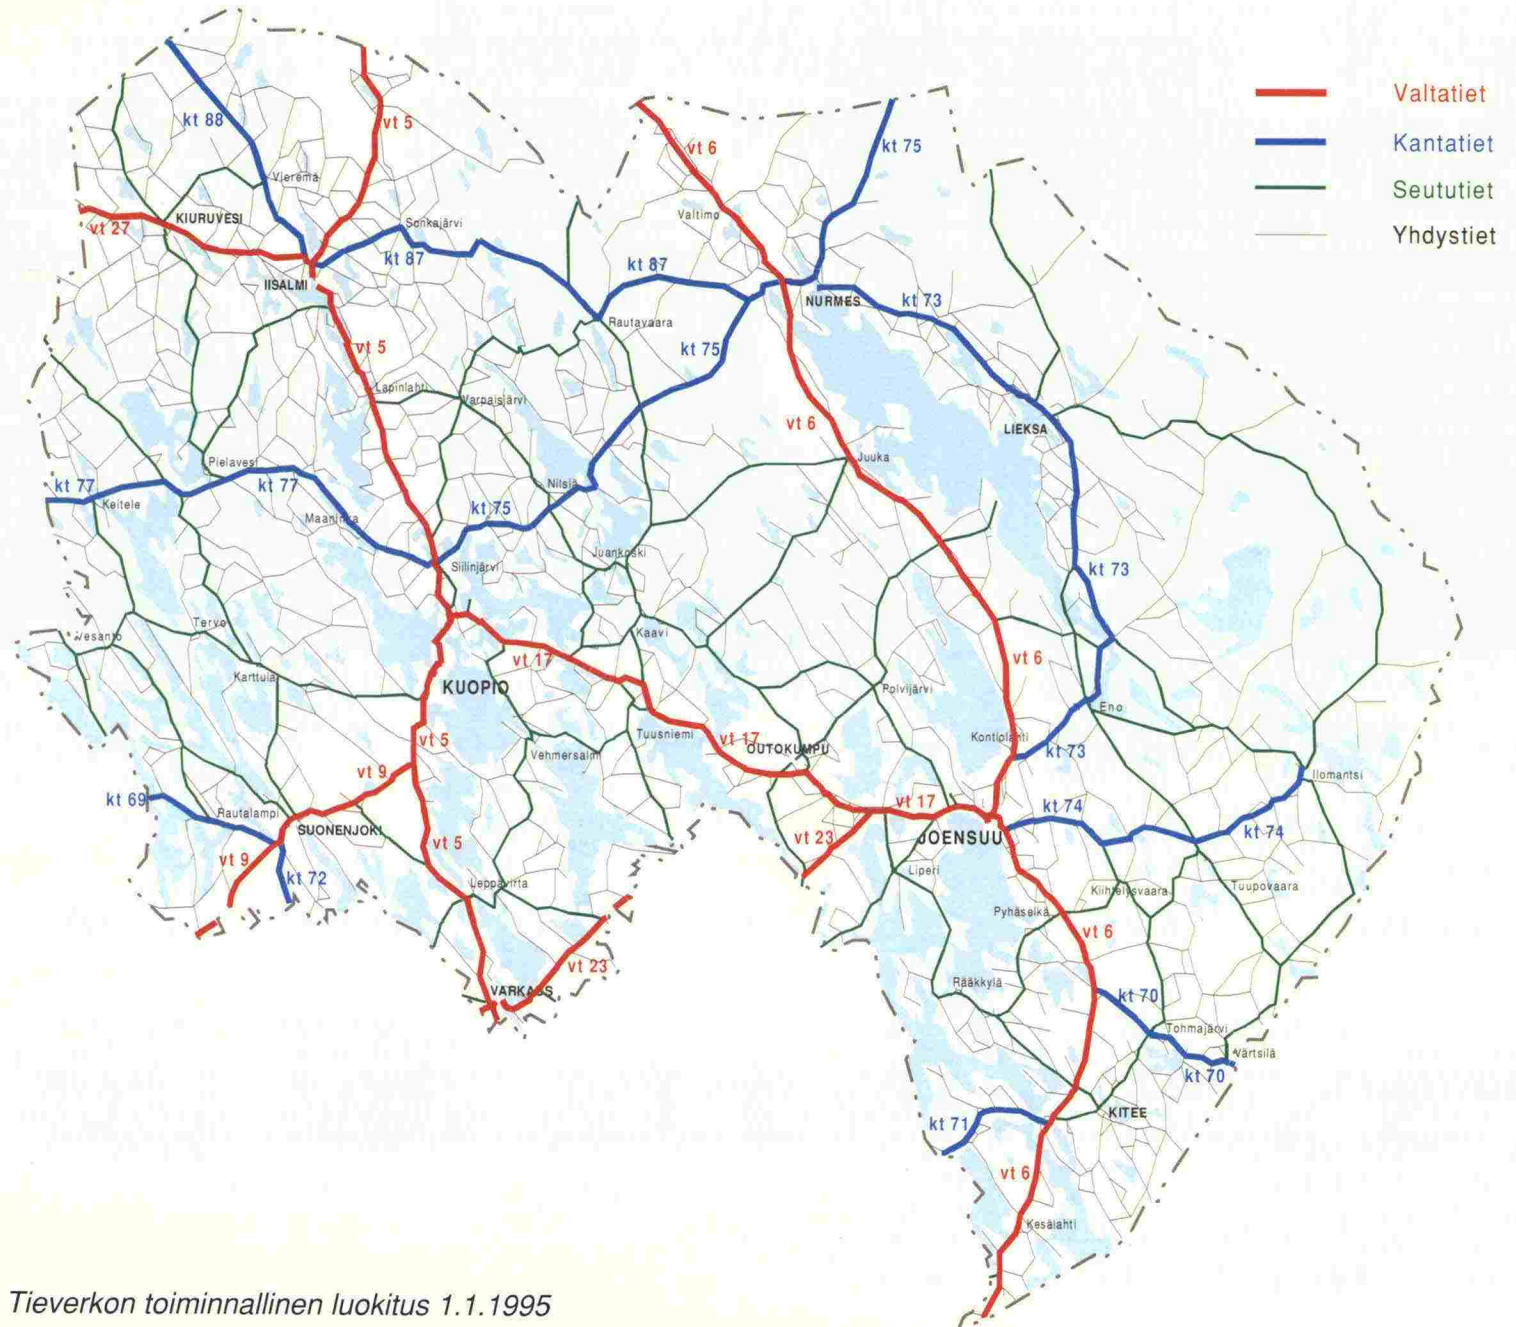 Valtatiet
Kantatiet
Seututiet
Yhdystiet
kt 88
vt 5
vt 6
kt 75
Vieremä
KIURUVESI
vt 27
Sonkajärvi
kt 87
Valtimo
kt 87
IISALMI
NURMES
kt 73
Rautavaara
vt 5
kt 75
Lapinlahti
Varpaisjärvi
vt 6
LIEKSA
Juuka
Pielavesi
kt 77
kt 77
Keitele
Nilsiä
kt 75
Maaninka
Juankoski
Siilinjärvi
kt 73
Tervo
Vesanto
Kaavi
vt 17
vt 6
Karttula
KUOPIO
Polvijärvi
Eno
vt 5
Tuusniemi
vt 17
OUTOKUMPU
Kontiolahti
kt 73
Vehmersalmi
vt 9
Ilomantsi
kt 69
Rautalampi
SUONENJOKI
vt 17
kt 74
kt 74
vt 23
JOENSUU
vt 5
vt 9
kt 72
Leppävirta
Liperi
Kiihtelysvaara
Tuupovaara
Pyhäselkä
vt 6
vt 23
VARKAUS
Rääkkylä
kt 70
Tohmajärvi
Värtsilä
kt 70
kt 71
KITEE
vt 6
Kesälahti
Tieverkon toiminnallinen luokitus 1.1.1995